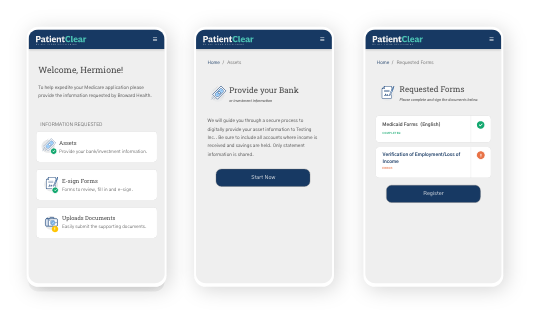 PatientClear
Welcome, Hermione!
To help expedite your Medicare application please
provide the information requested by Broward Health.
INFORMATION REQUESTED
Assets
Provide your bank/investment information.
E-sign Forms
Forms to review, fill in and e-sign.
Uploads Documents
Easily submit the supporting documents.
PatientClear
Home / Assets
Provide your Bank
or investment information
We will guide you through a secure process to
digitally provide your asset information to Testing
Inc.. Be sure to include all accounts where income is
received and savings are held. Only statement
information is shared.
Start Now
PatientClear
Home / Requested Forms
Requested Forms
Please complete and sign the documents below.
Medicaid Forms (English)
Verification of Employment/Loss of
Income
Register